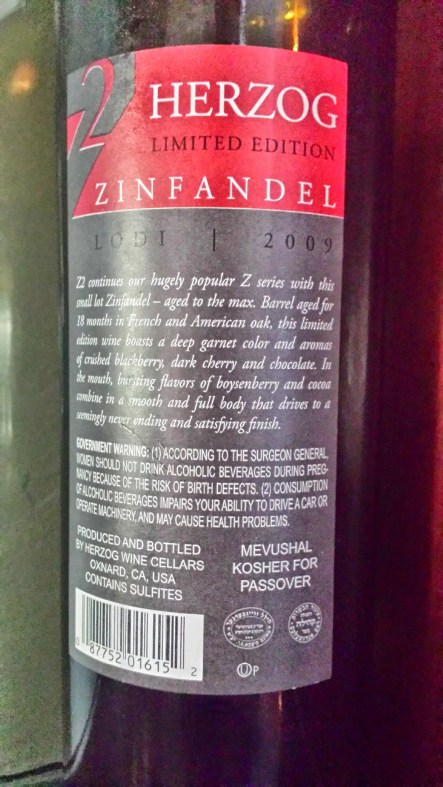 Z2
HERZOG
LIMITED EDITION
ZINFANDEL
LODI | 2009
Z2 continues our hugely popular Z series with this
small lot Zinfandel – aged to the max. Barrel aged for
18 months in French and American oak, this limited
edition wine boasts a deep garnet color and aromas
of crushed blackberry, dark cherry and chocolate. In
the mouth, bursting flavors of boysenberry and cocoa
combine in a smooth and full body that drives to a
seemingly never ending and satisfying finish.
GOVERNMENT WARNING: (1) ACCORDING TO THE SURGEON GENERAL,
WOMEN SHOULD NOT DRINK ALCOHOLIC BEVERAGES DURING PREG-
NANCY BECAUSE OF THE RISK OF BIRTH DEFECTS. (2) CONSUMPTION
OF ALCOHOLIC BEVERAGES IMPAIRS YOUR ABILITY TO DRIVE A CAR OR
OPERATE MACHINERY, AND MAY CAUSE HEALTH PROBLEMS.
PRODUCED AND BOTTLED
BY HERZOG WINE CELLARS
OXNARD, CA, USA
CONTAINS SULFITES
MEVUSHAL
KOSHER FOR
PASSOVER
0 87752 01615 2
ⓊP